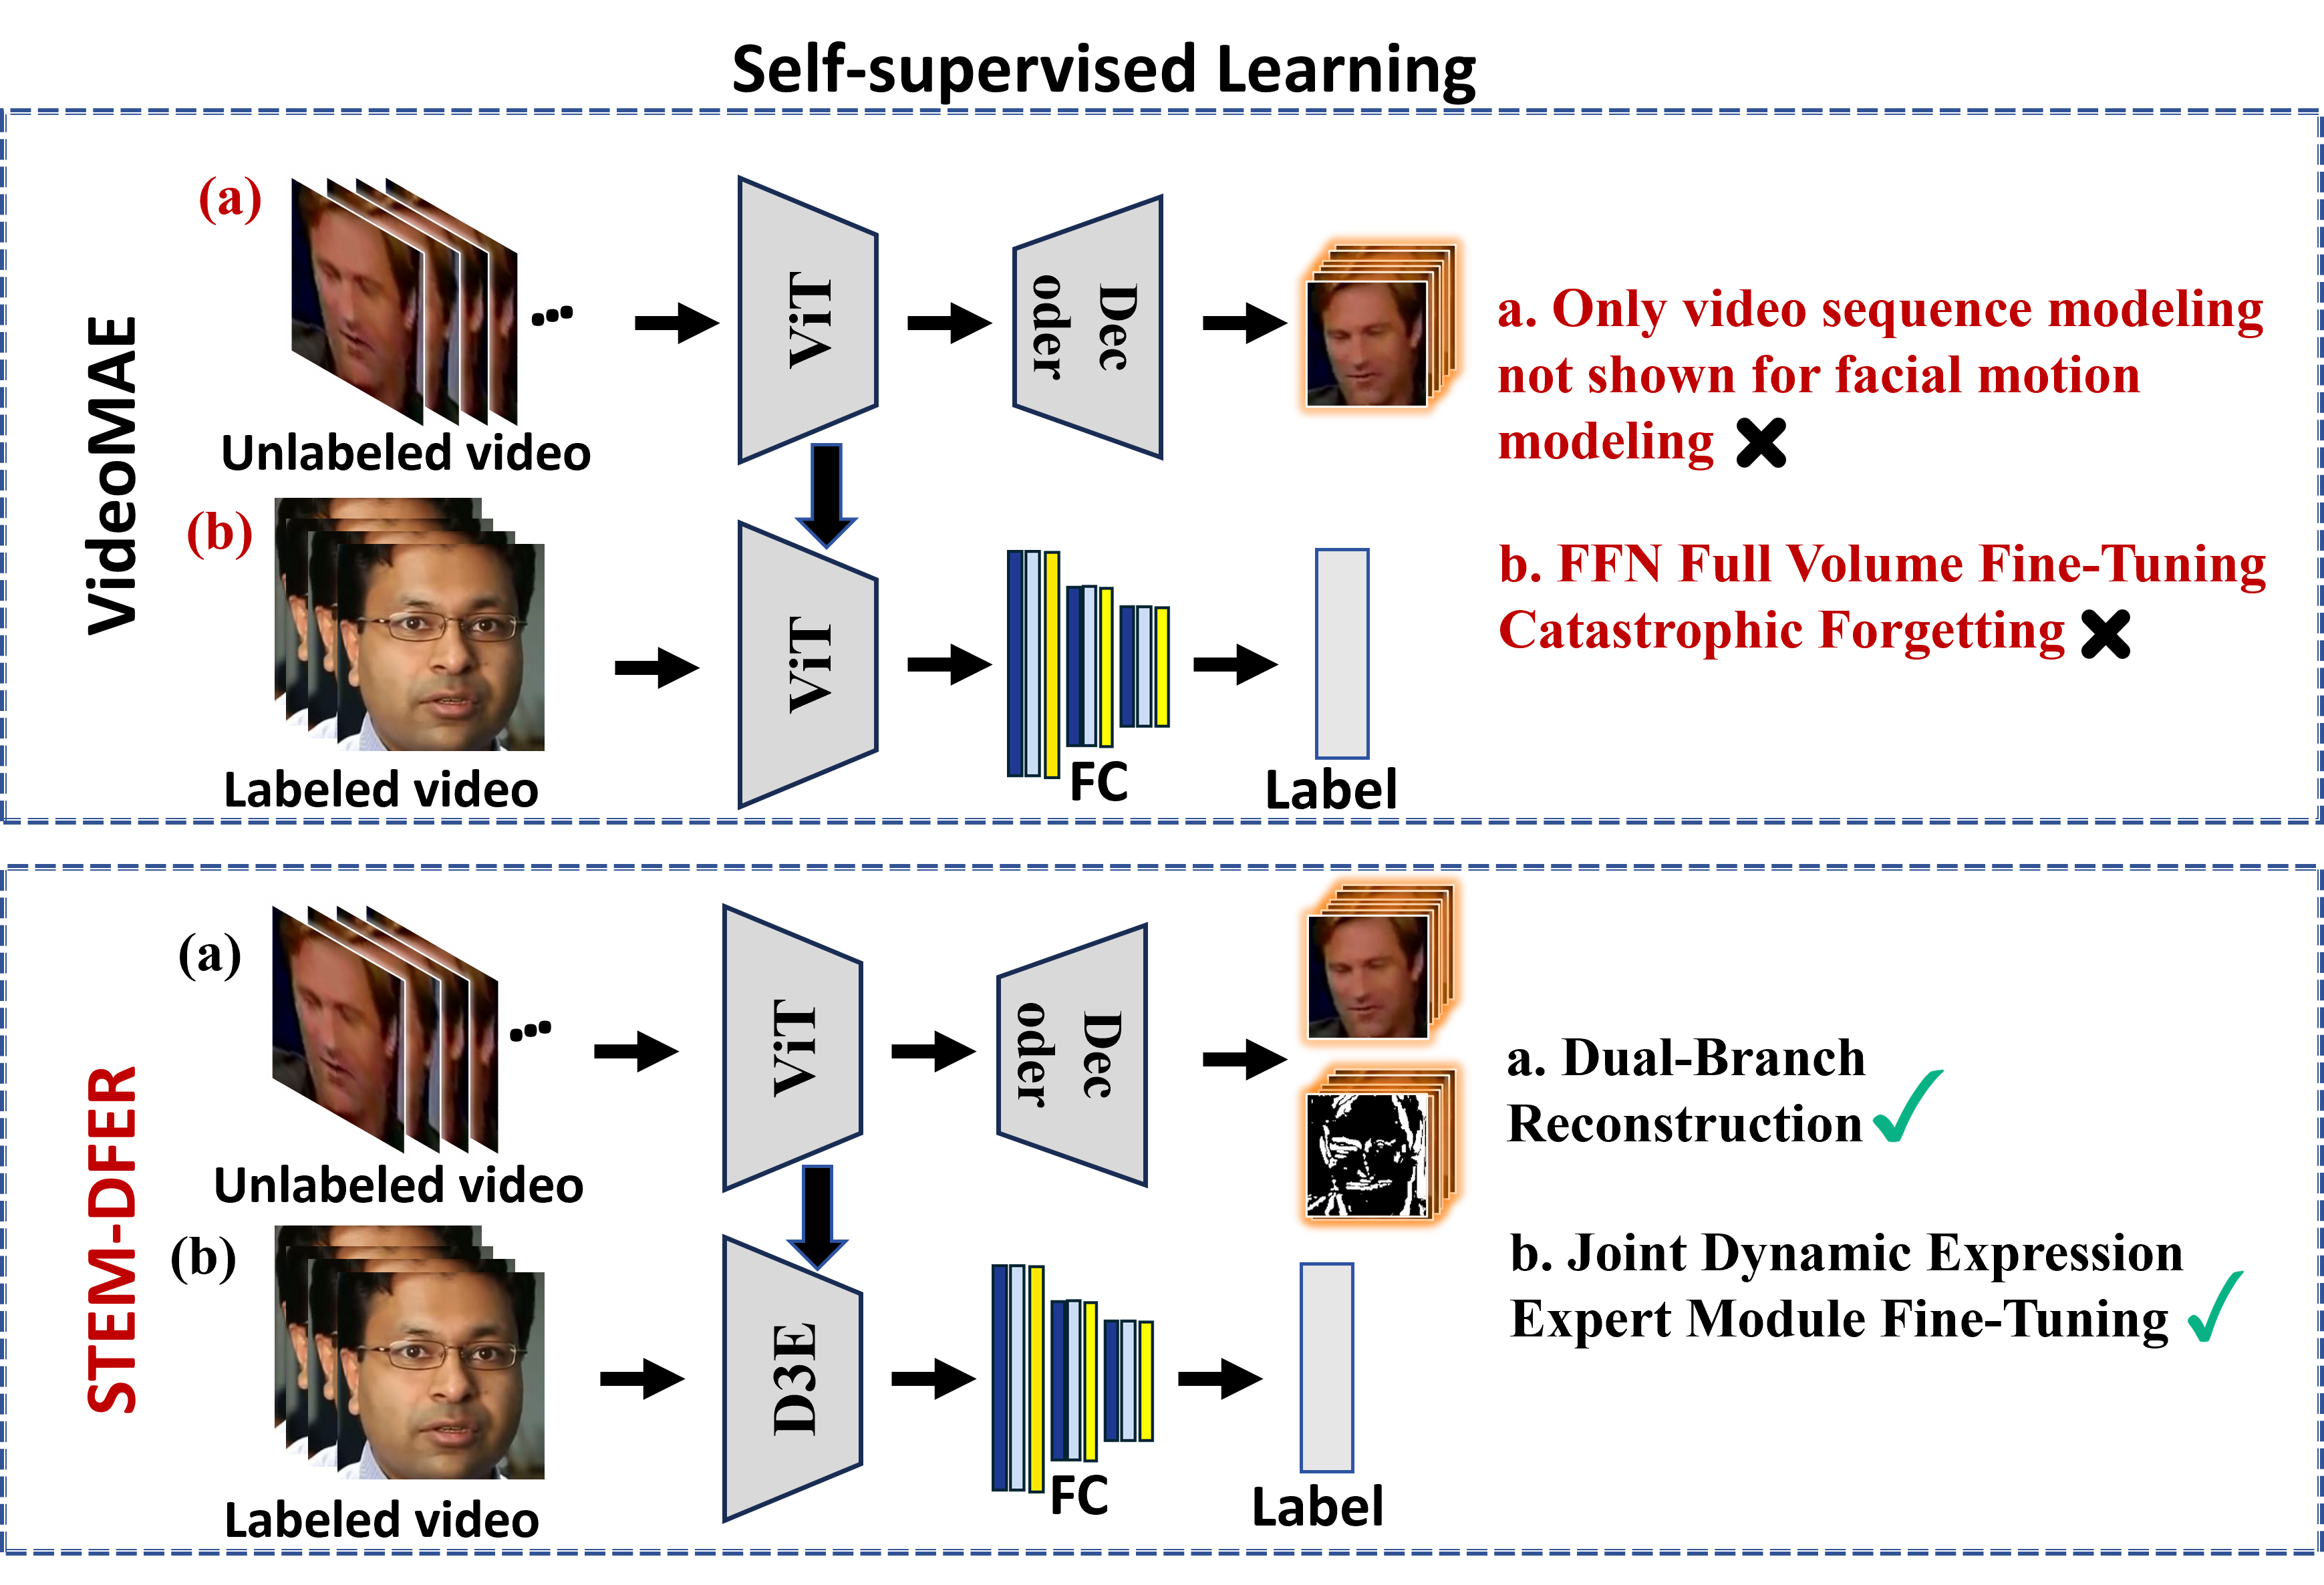 Self-supervised Learning
VideoMAE
(a)
Unlabeled video
ViT
Dec
oder
a. Only video sequence modeling
not shown for facial motion
modeling
(b)
Labeled video
ViT
FC
Label
b. FFN Full Volume Fine-Tuning
Catastrophic Forgetting
STEM-DFER
(a)
Unlabeled video
ViT
Dec
oder
a. Dual-Branch
Reconstruction
(b)
Labeled video
D3E
FC
Label
b. Joint Dynamic Expression
Expert Module Fine-Tuning